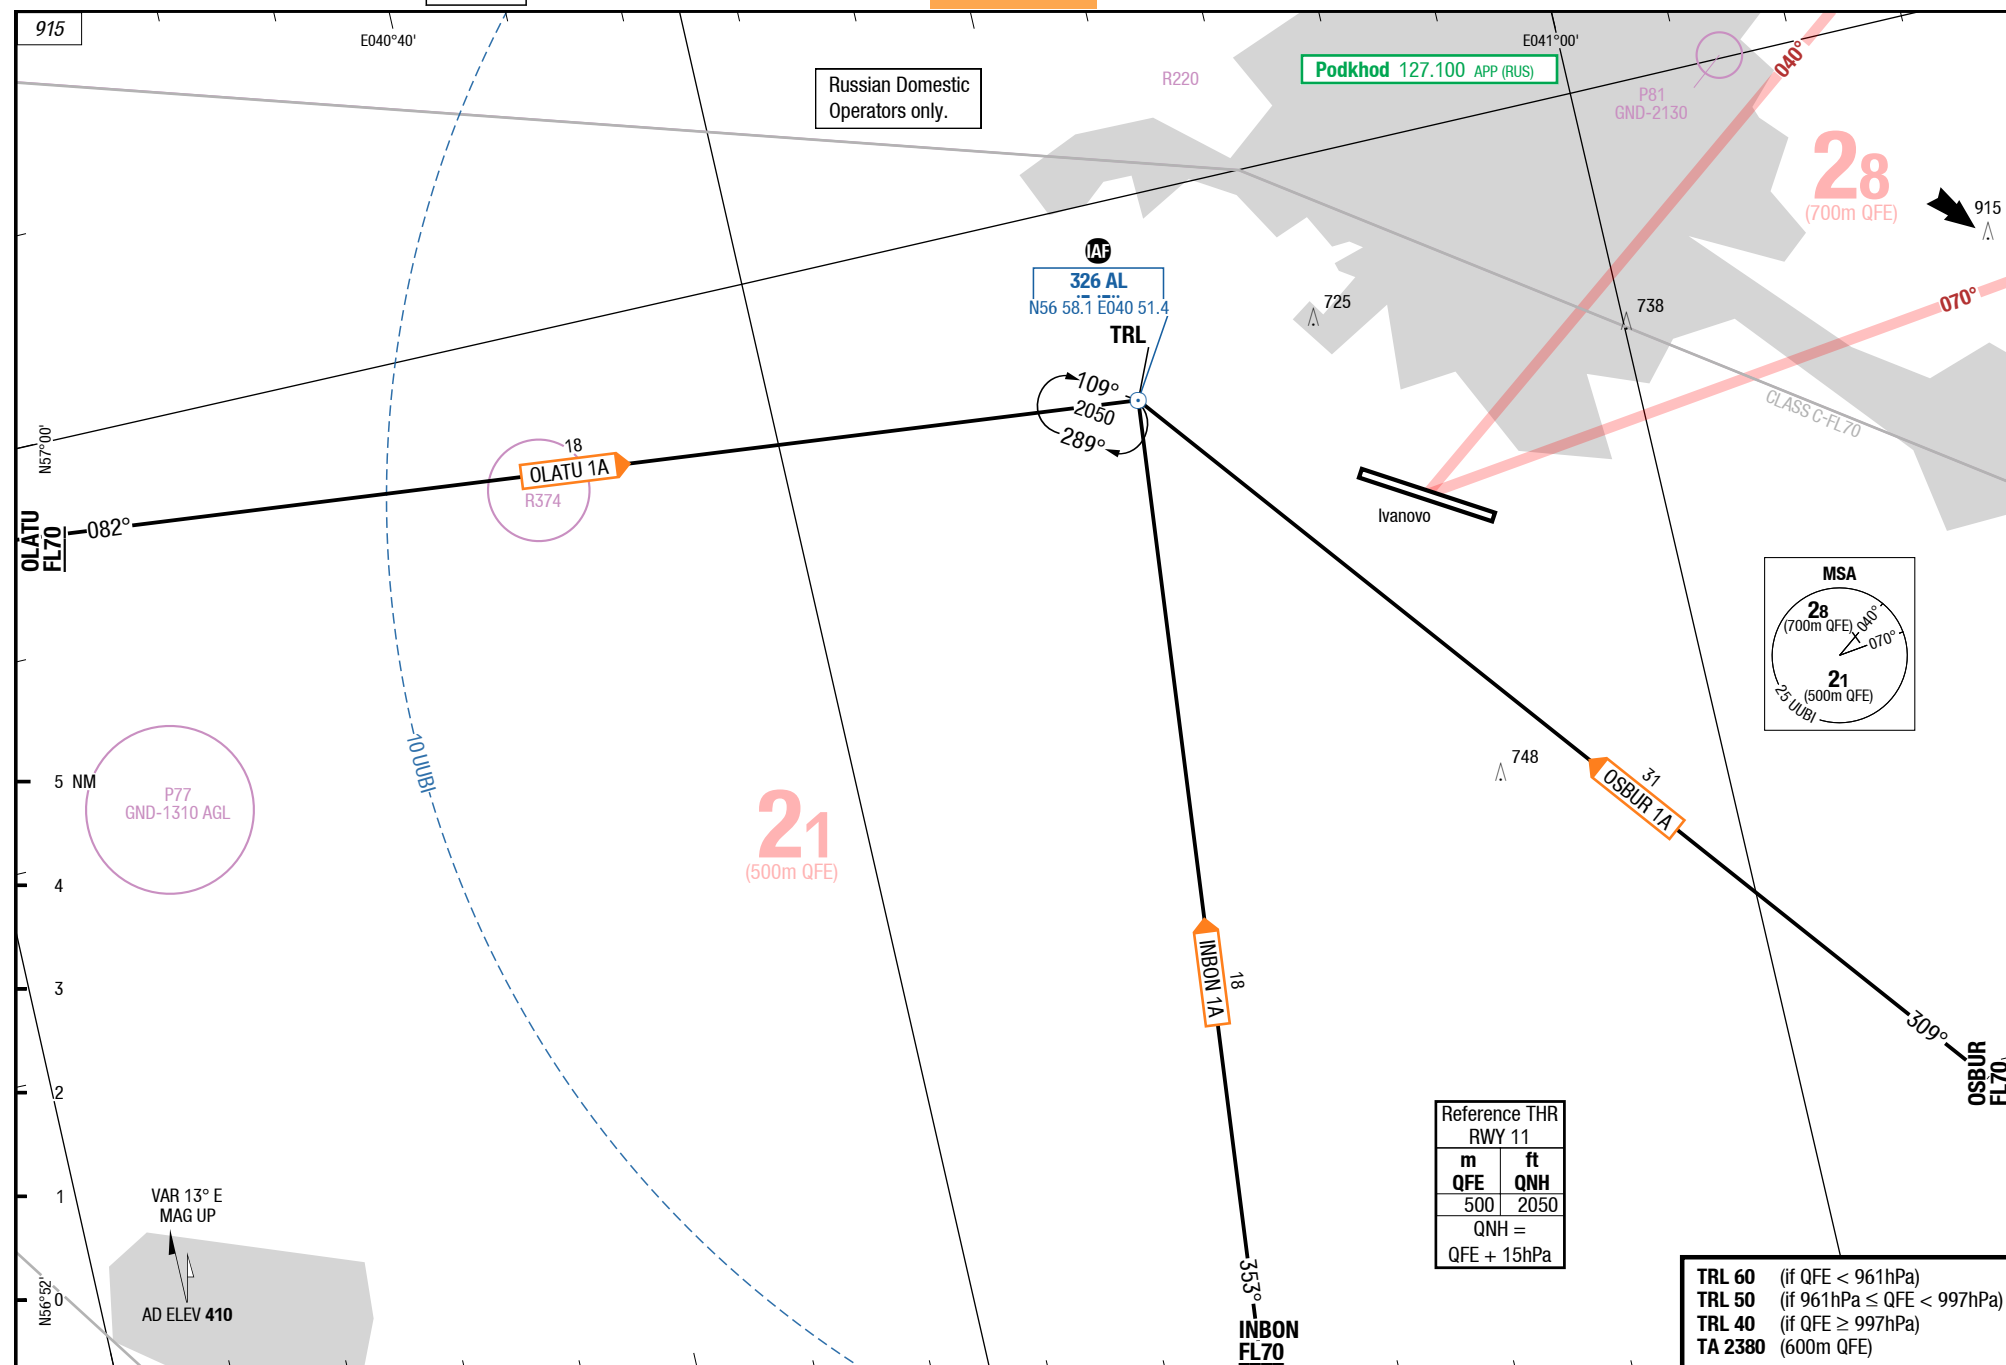 915
E040°40'
E041°00'
Russian Domestic
Operators only.
R220
Podkhod 127.100 APP (RUS)
040°
P81
GND-2130
28
(700m QFE)
915
IAF
326 AL
N56 58.1 E040 51.4
TRL
725
738
070°
109°
2050
289°
CLASS C-FL70
N57°00'
18
OLATU 1A
R374
Ivanovo
OLATU
FL70
082°
MSA
28
(700m QFE)
040°
070°
21
(500m QFE)
25 UUBI
10 UUBI
748
5 NM
P77
GND-1310 AGL
21
(500m QFE)
31
OSBUR 1A
4
3
INBON 1A
18
309°
OSBUR
FL70
2
Reference THR
RWY 11
m ft
QFE QNH
500 2050
QNH =
QFE + 15hPa
1
VAR 13° E
MAG UP
AD ELEV 410
N56°52'
0
353°
INBON
FL70
TRL 60 (if QFE < 961hPa)
TRL 50 (if 961hPa ≤ QFE < 997hPa)
TRL 40 (if QFE ≥ 997hPa)
TA 2380 (600m QFE)